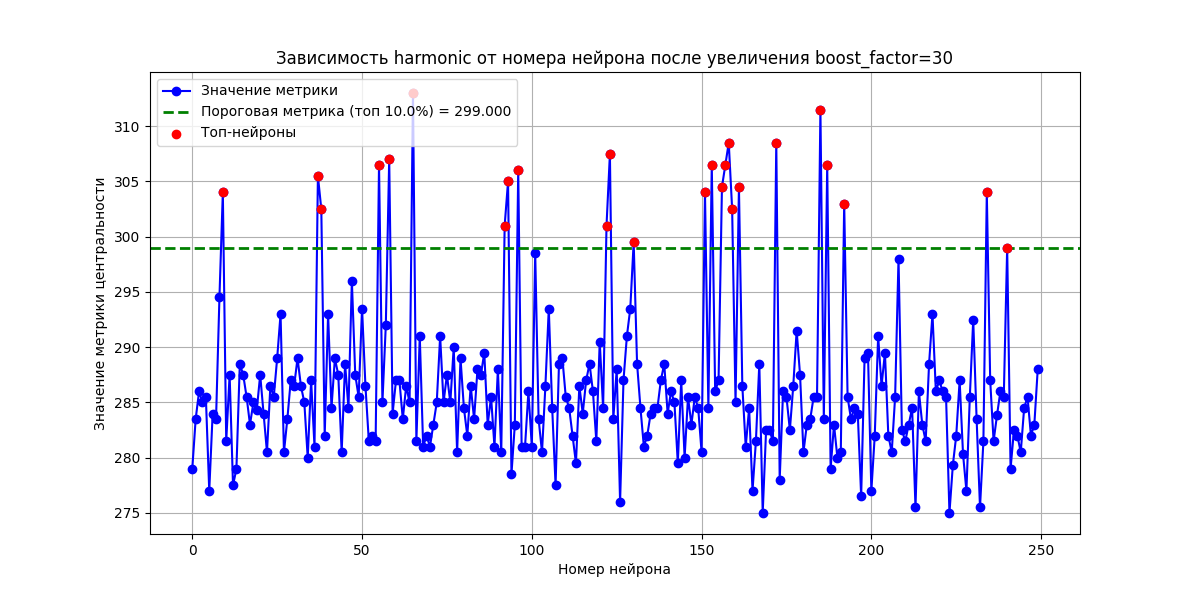 Зависимость harmonic от номера нейрона после увеличения boost_factor=30
Значение метрики
Пороговая метрика (топ 10.0%) = 299.000
Топ-нейроны
Значение метрики центральности
310
305
300
295
290
285
280
275
0
50
100
150
200
250
Номер нейрона